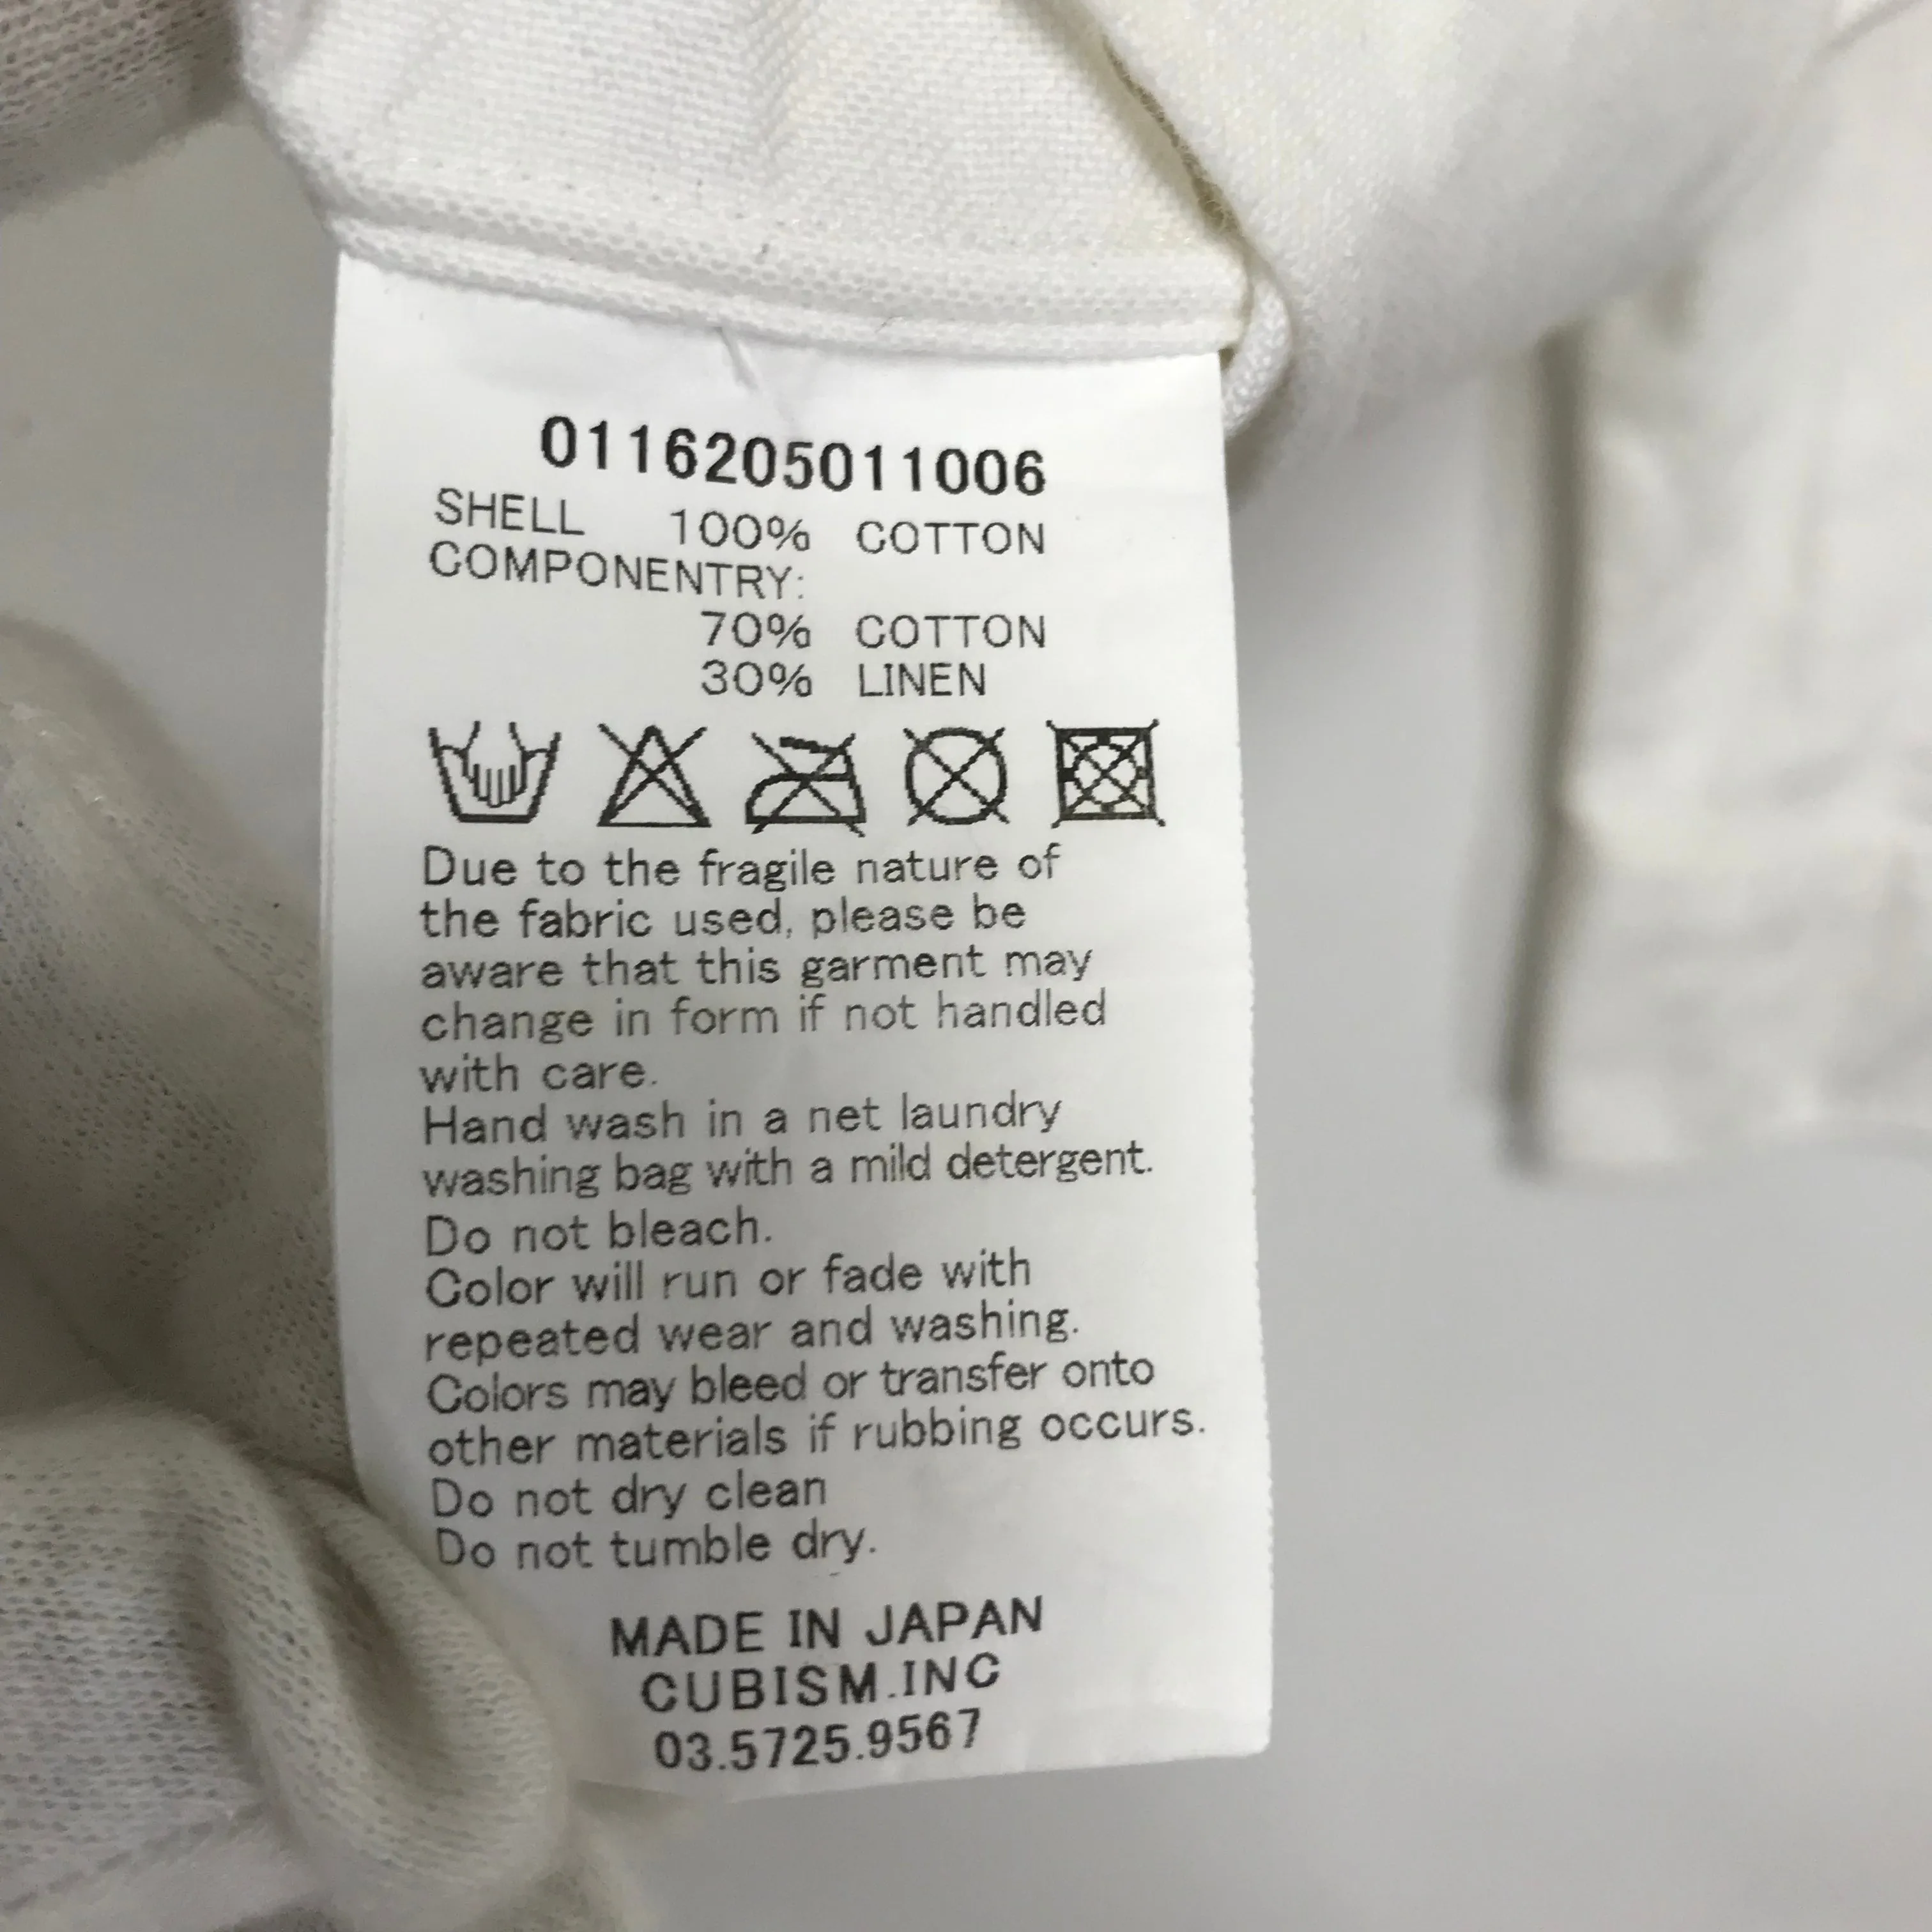 0116205011006
SHELL 100% COTTON
COMPONENTRY:
70% COTTON
30% LINEN
Due to the fragile nature of
the fabric used, please be
aware that this garment may
change in form if not handled
with care.
Hand wash in a net laundry
washing bag with a mild detergent.
Do not bleach.
Color will run or fade with
repeated wear and washing.
Colors may bleed or transfer onto
other materials if rubbing occurs.
Do not dry clean
Do not tumble dry.
MADE IN JAPAN
CUBISM.INC
03.5725.9567